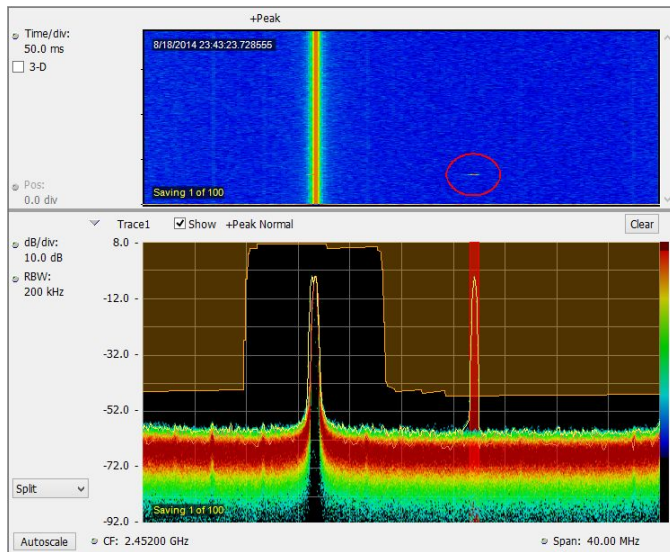 +Peak
Time/div:
50.0 ms
3-D
8/18/2014 23:43:23.728555
Pos:
0.0 div
Saving 1 of 100
Trace1 Show +Peak Normal Clear
dB/div:
10.0 dB
RBW:
200 kHz
8.0
-12.0
-32.0
-52.0
-72.0
-92.0
Split
Saving 1 of 100
Autoscale CF: 2.45200 GHz Span: 40.00 MHz